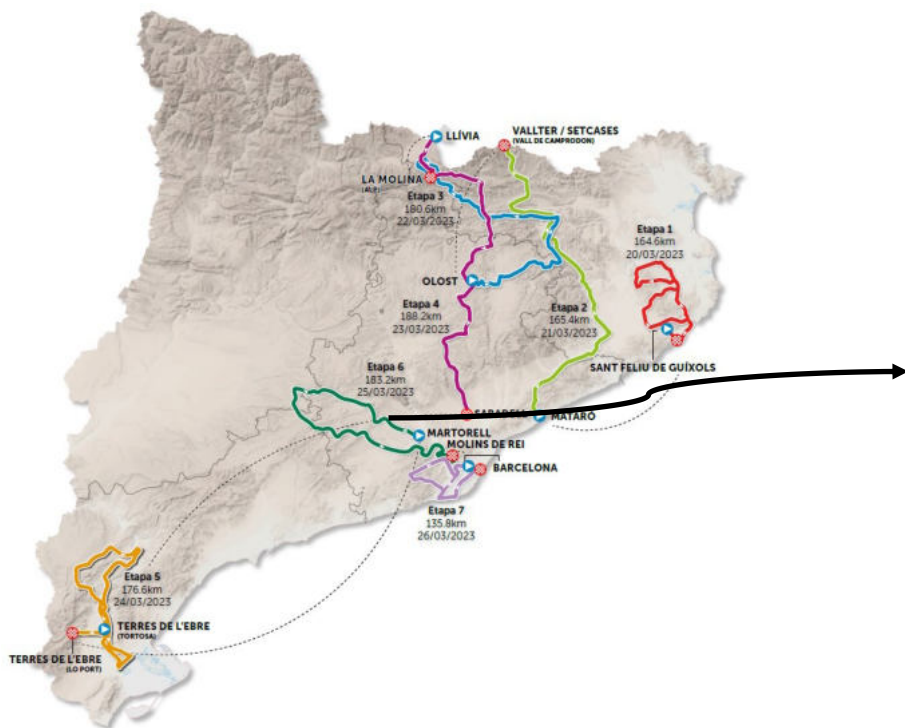 LLÍVIA
VALLTER / SETCASES
(VALL DE CAMPRODON)
LA MOLINA
(ALP)
Etapa 3
180.6km
22/03/2023
Etapa 1
164.6km
20/03/2023
OLOST
Etapa 4
188.2km
23/03/2023
Etapa 2
165.4km
21/03/2023
SANT FELIU DE GUÍXOLS
Etapa 6
183.2km
25/03/2023
MATARÓ
MARTORELL
MOLINS DE REI
BARCELONA
Etapa 7
135.8km
26/03/2023
Etapa 5
176.6km
24/03/2023
TERRES DE L'EBRE
(TORTOSA)
TERRES DE L'EBRE
(LO PORT)